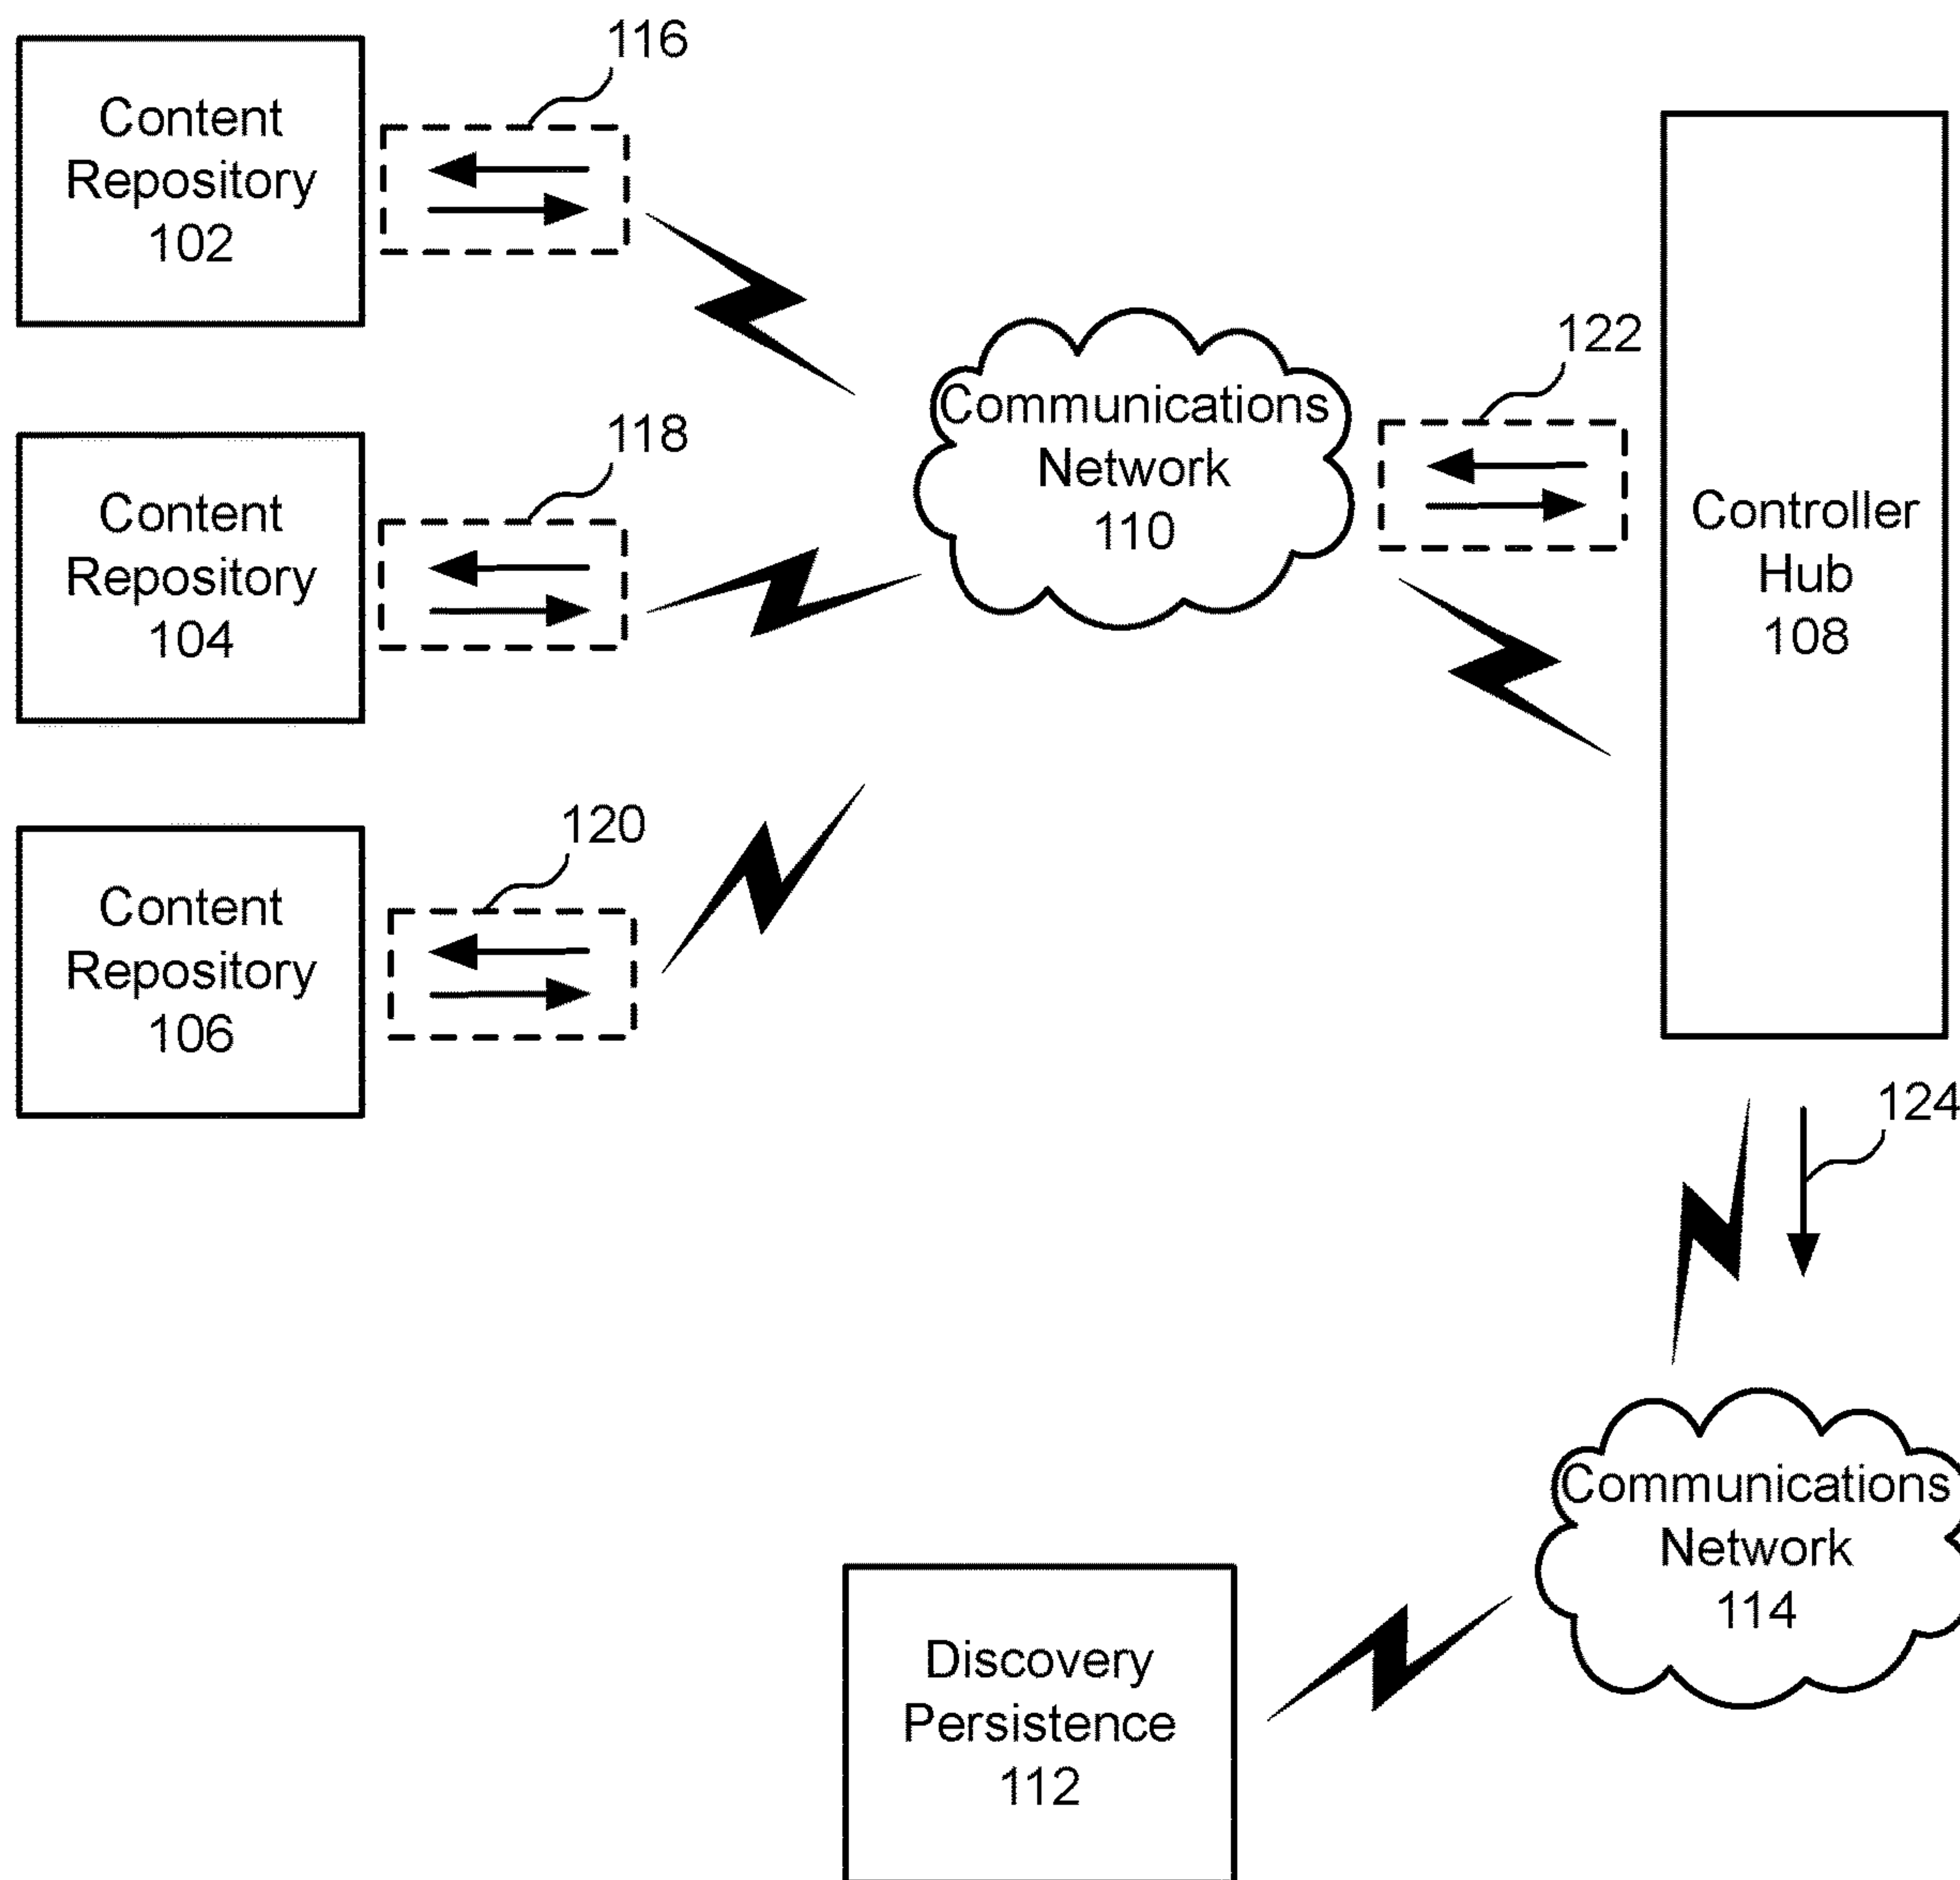 116
Content
Repository
102
122
Communications
Network
110
118
Content
Repository
104
Controller
Hub
108
120
Content
Repository
106
124
Communications
Network
114
Discovery
Persistence
112